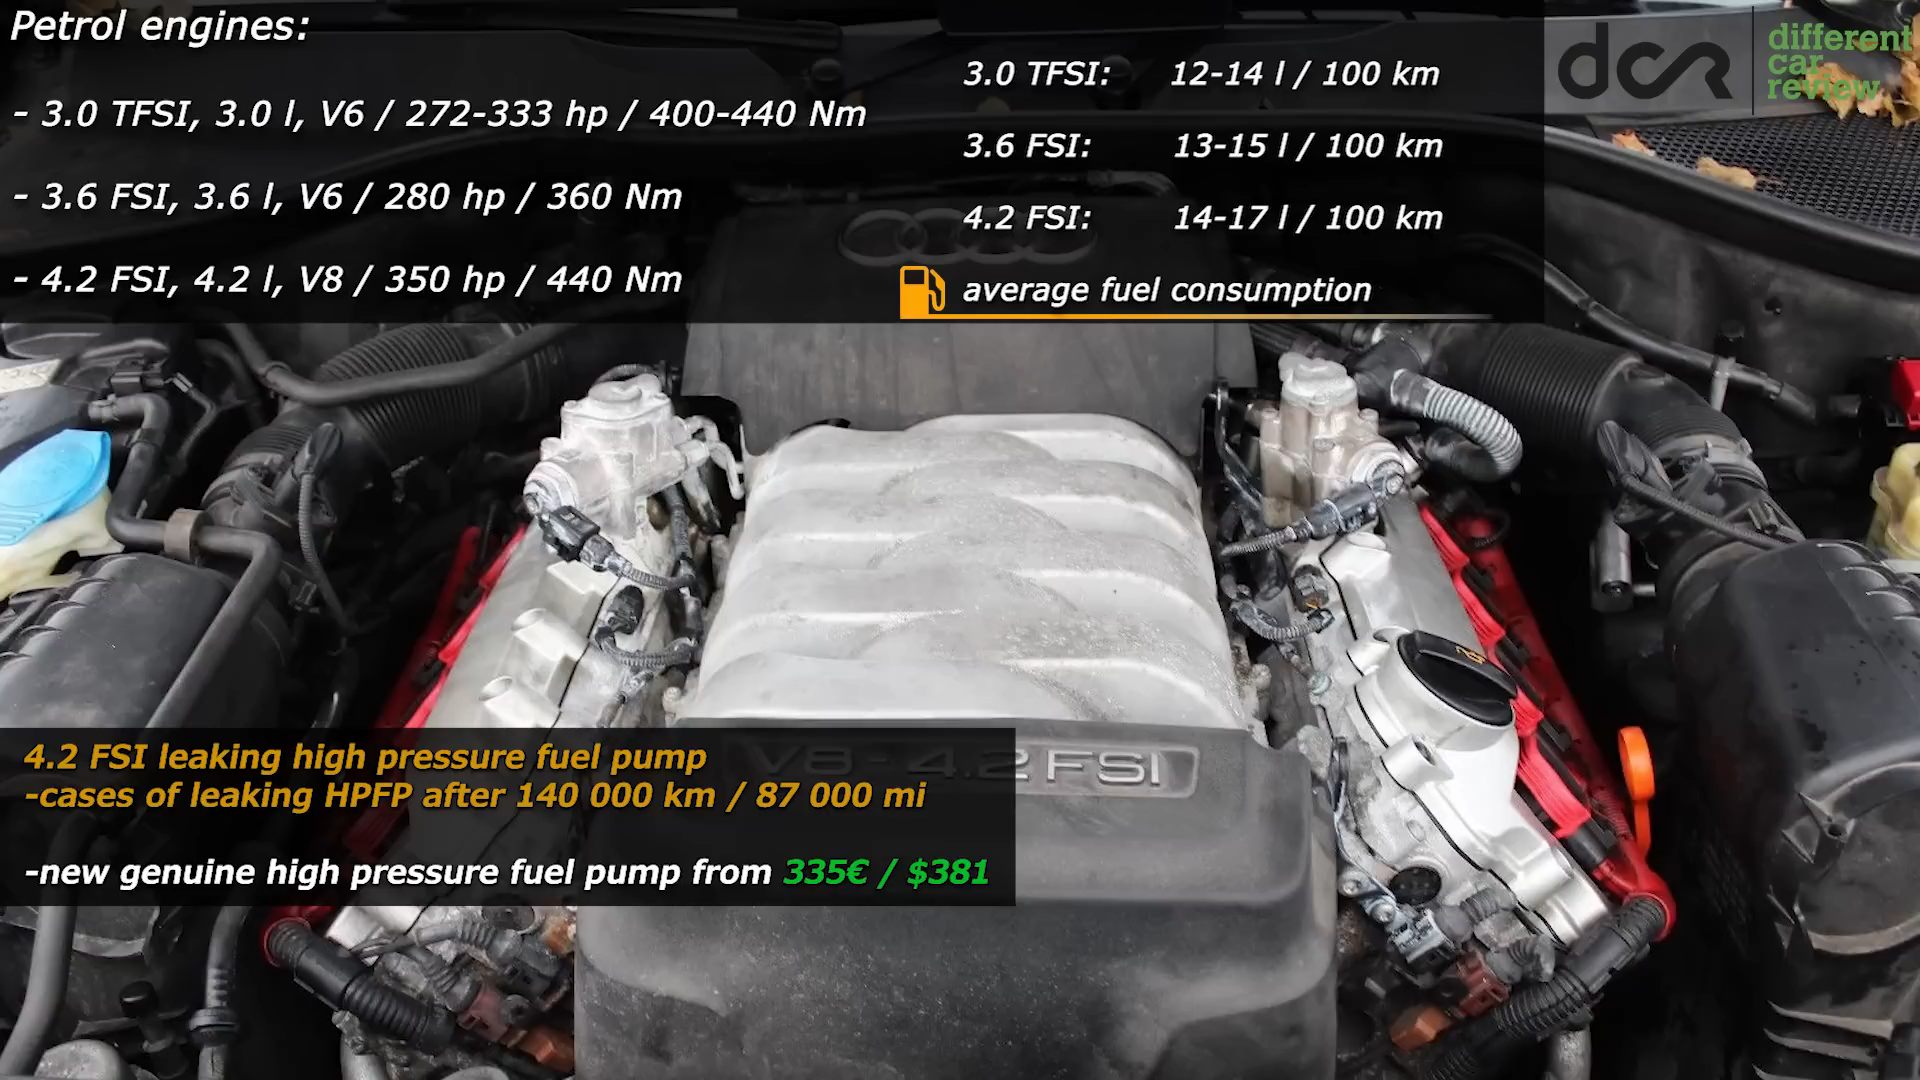 Petrol engines:
- 3.0 TFSI, 3.0 l, V6 / 272-333 hp / 400-440 Nm
- 3.6 FSI, 3.6 l, V6 / 280 hp / 360 Nm
- 4.2 FSI, 4.2 l, V8 / 350 hp / 440 Nm
3.0 TFSI: 12-14 l / 100 km
3.6 FSI: 13-15 l / 100 km
4.2 FSI: 14-17 l / 100 km
average fuel consumption
dcr
different
car
review
4.2 FSI leaking high pressure fuel pump
-cases of leaking HPFP after 140 000 km / 87 000 mi
-new genuine high pressure fuel pump from 335€ / $381
V8 - 4.2 FSI